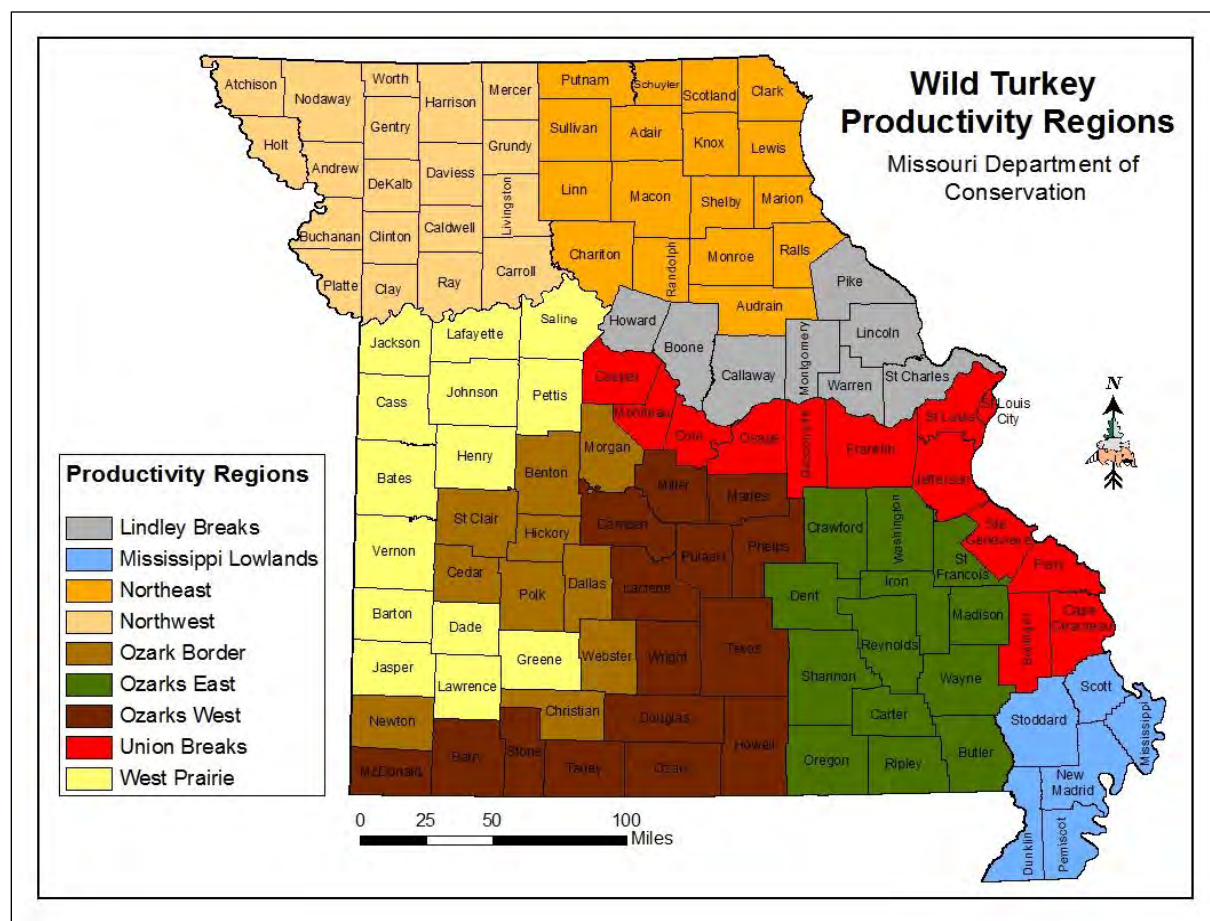 Wild Turkey
Productivity Regions
Missouri Department of
Conservation
Atchison
Nodaway
Worth
Harrison
Mercer
Putnam
Schuyler
Scotland
Clark
Holt
Gentry
Andrew
DeKalb
Daviess
Grundy
Sullivan
Adair
Knox
Lewis
Livingston
Linn
Macon
Shelby
Marion
Buchanan
Clinton
Caldwell
Platte
Clay
Ray
Carroll
Chariton
Randolph
Monroe
Ralls
Audrain
Pike
Jackson
Lafayette
Saline
Howard
Boone
Callaway
Montgomery
Lincoln
Warren
St Charles
Cass
Johnson
Pettis
Cooper
Moniteau
Cole
Osage
Gasconade
Franklin
St Louis
St Louis
City
Jefferson
N
Bates
Henry
Benton
Morgan
Miller
Maries
Camden
Pulaski
Phelps
Crawford
Washington
Ste
Genevieve
St
Francois
Perry
Vernon
St Clair
Hickory
Cedar
Polk
Dallas
Laclede
Dent
Iron
Madison
Cape
Girardeau
Bollinger
Barton
Dade
Jasper
Greene
Webster
Wright
Texas
Shannon
Reynolds
Wayne
Lawrence
Newton
Christian
Douglas
Howell
Carter
Butler
Oregon
Ripley
McDonald
Barry
Stone
Taney
Ozark
Stoddard
Scott
Mississippi
New
Madrid
Dunklin
Pemiscot
Productivity Regions
Lindley Breaks
Mississippi Lowlands
Northeast
Northwest
Ozark Border
Ozarks East
Ozarks West
Union Breaks
West Prairie
0 25 50 100
Miles